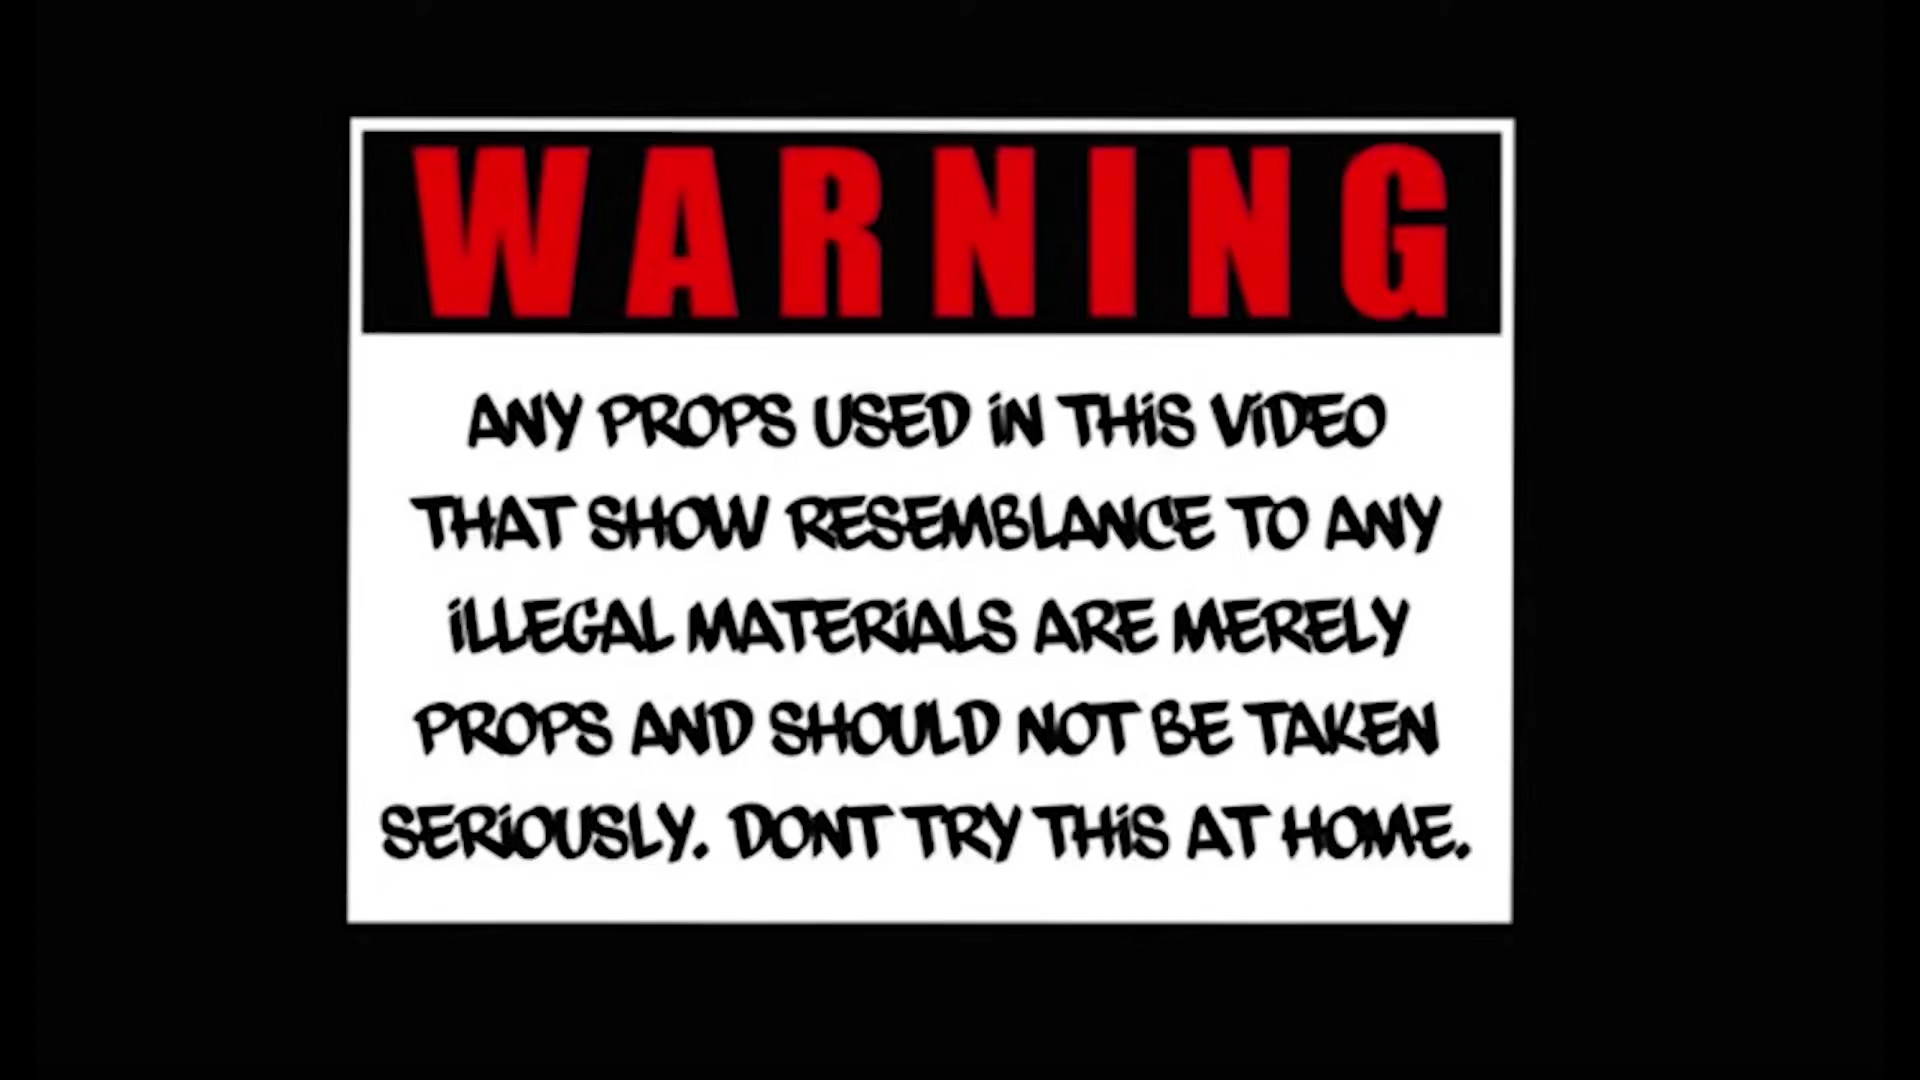 WARNING
ANY PROPS USED iN THiS ViDEO
THAT SHOW RESEMBLANCE TO ANY
iLLEGAL MATERiALS ARE MERELY
PROPS AND SHOULD NOT BE TAKEN
SERiOUSLY. DONT TRY THiS AT HOME.